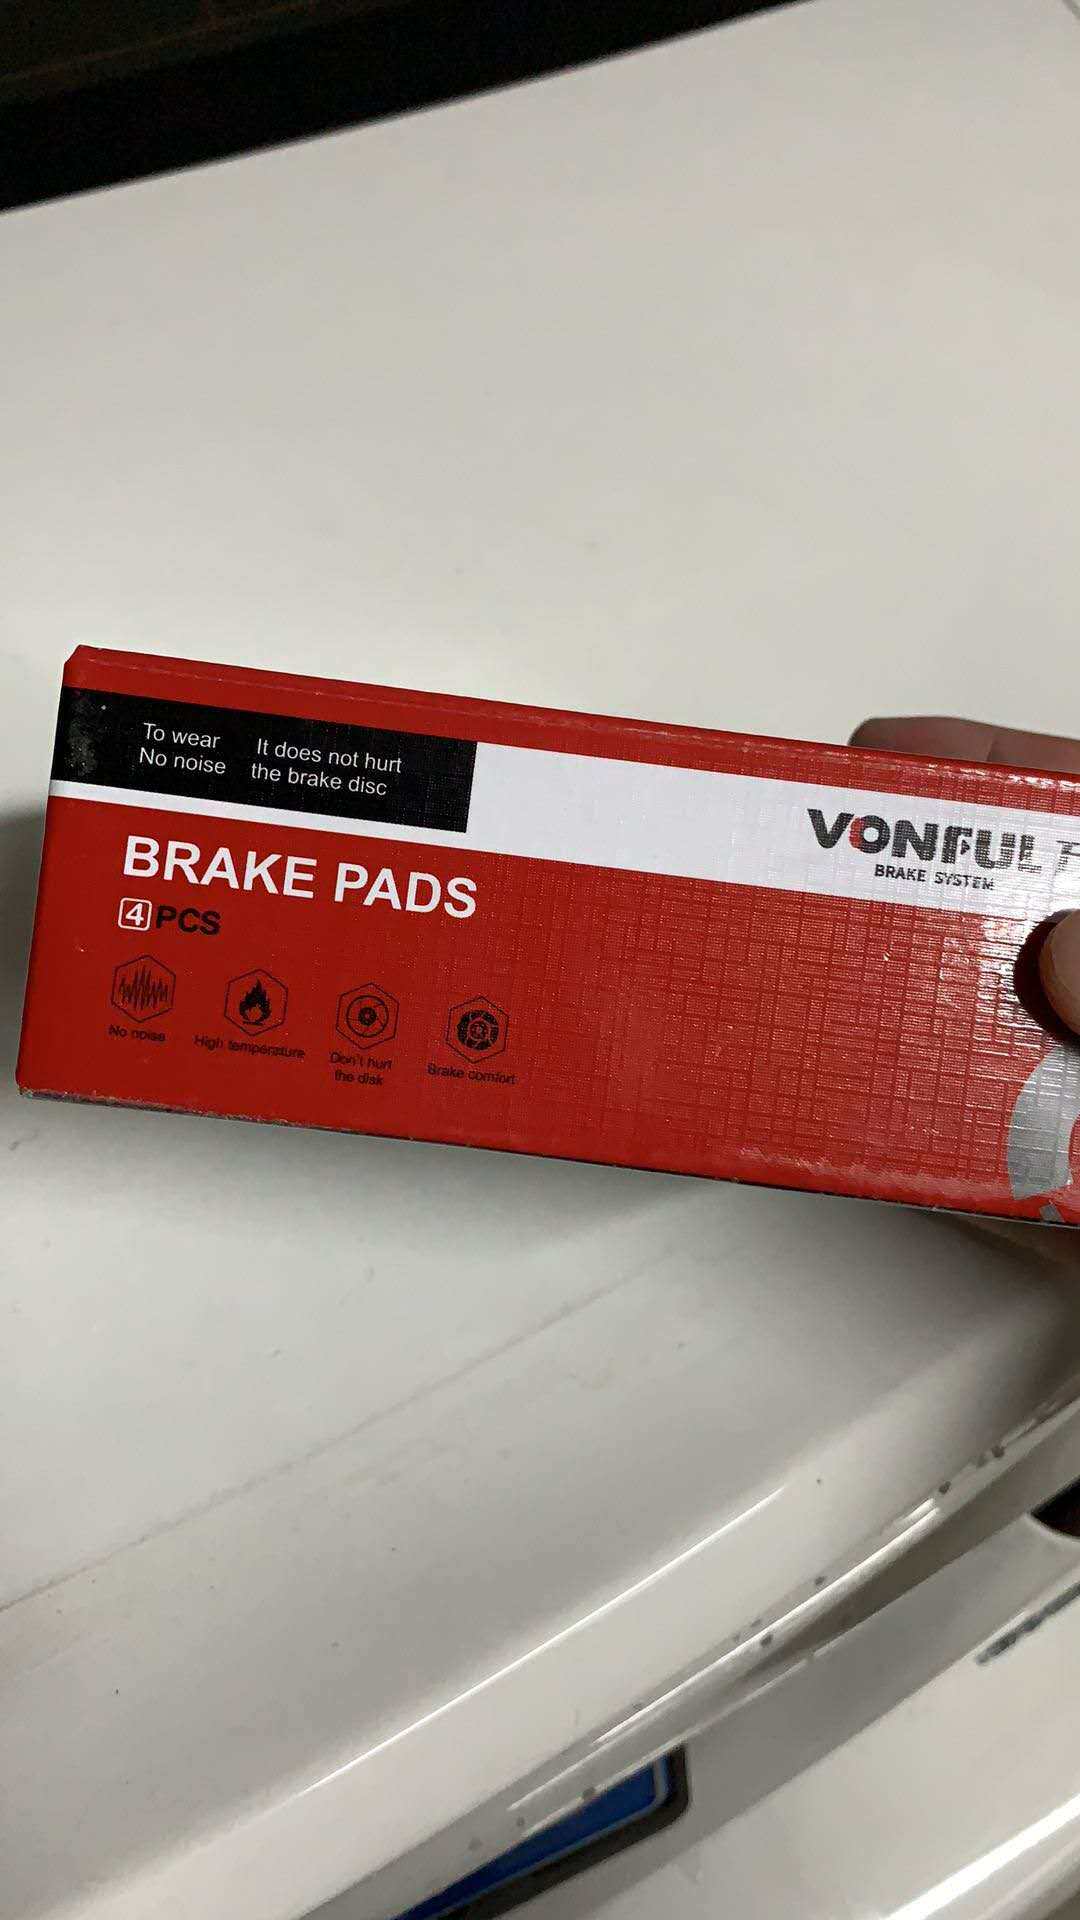 To wear
No noise
It does not hurt
the brake disc
VONFUL
BRAKE SYSTEM
BRAKE PADS
4 PCS
No noise
High temperature
Don't hurt
the disk
Brake comfort